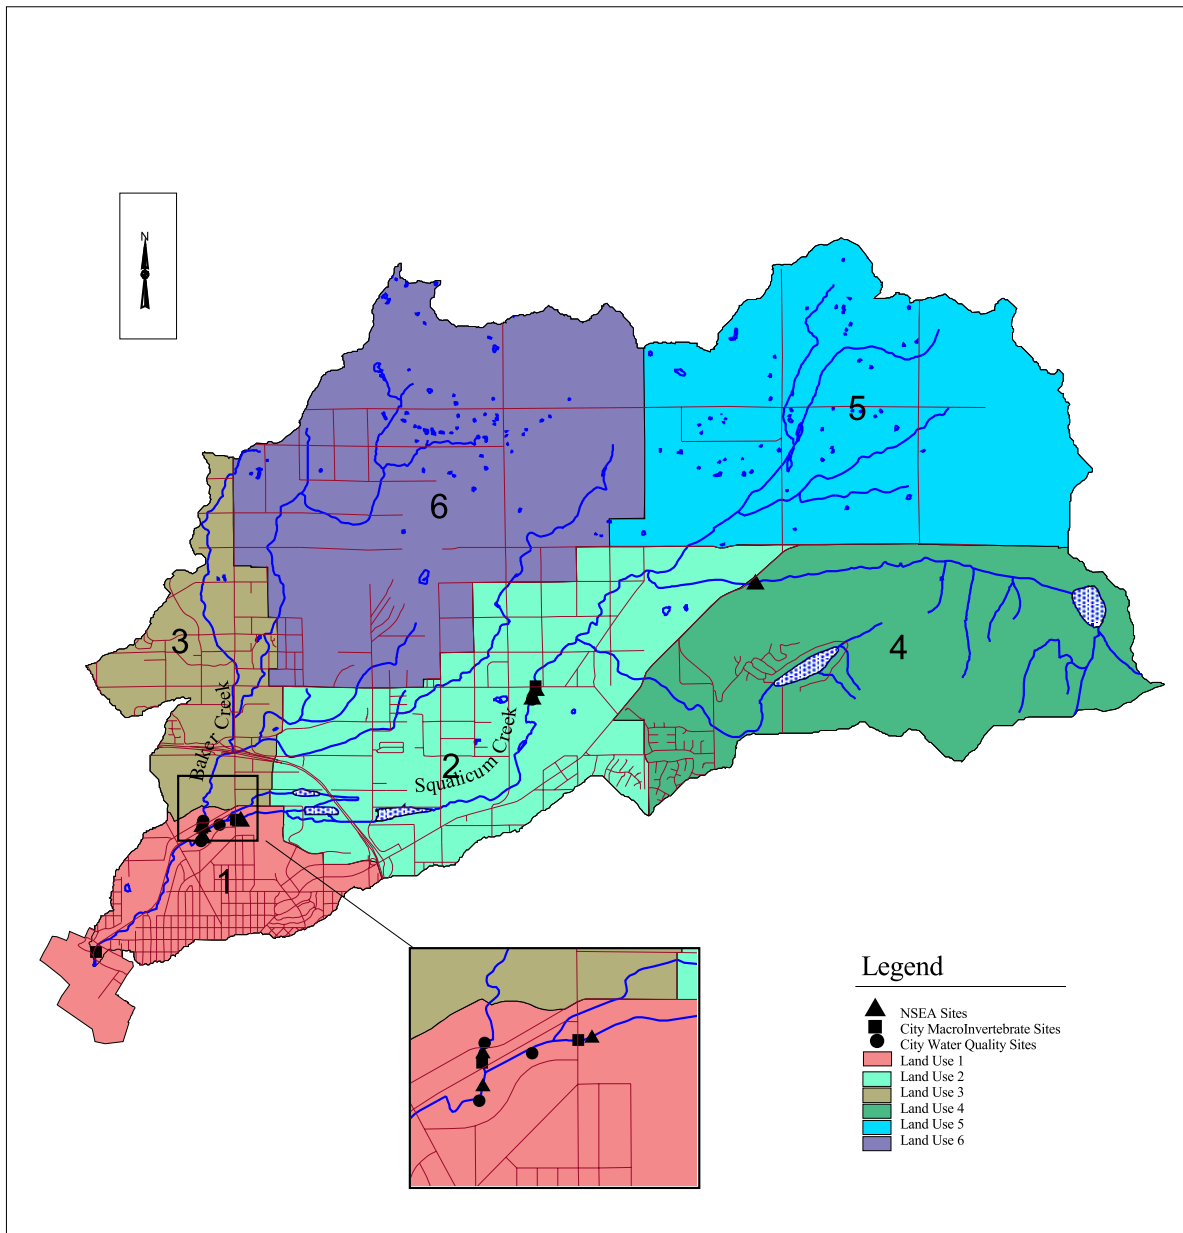 N
5
6
3
4
Baker Creek
Squalicum Creek
2
1
Legend
NSEA Sites
City MacroInvertebrate Sites
City Water Quality Sites
Land Use 1
Land Use 2
Land Use 3
Land Use 4
Land Use 5
Land Use 6